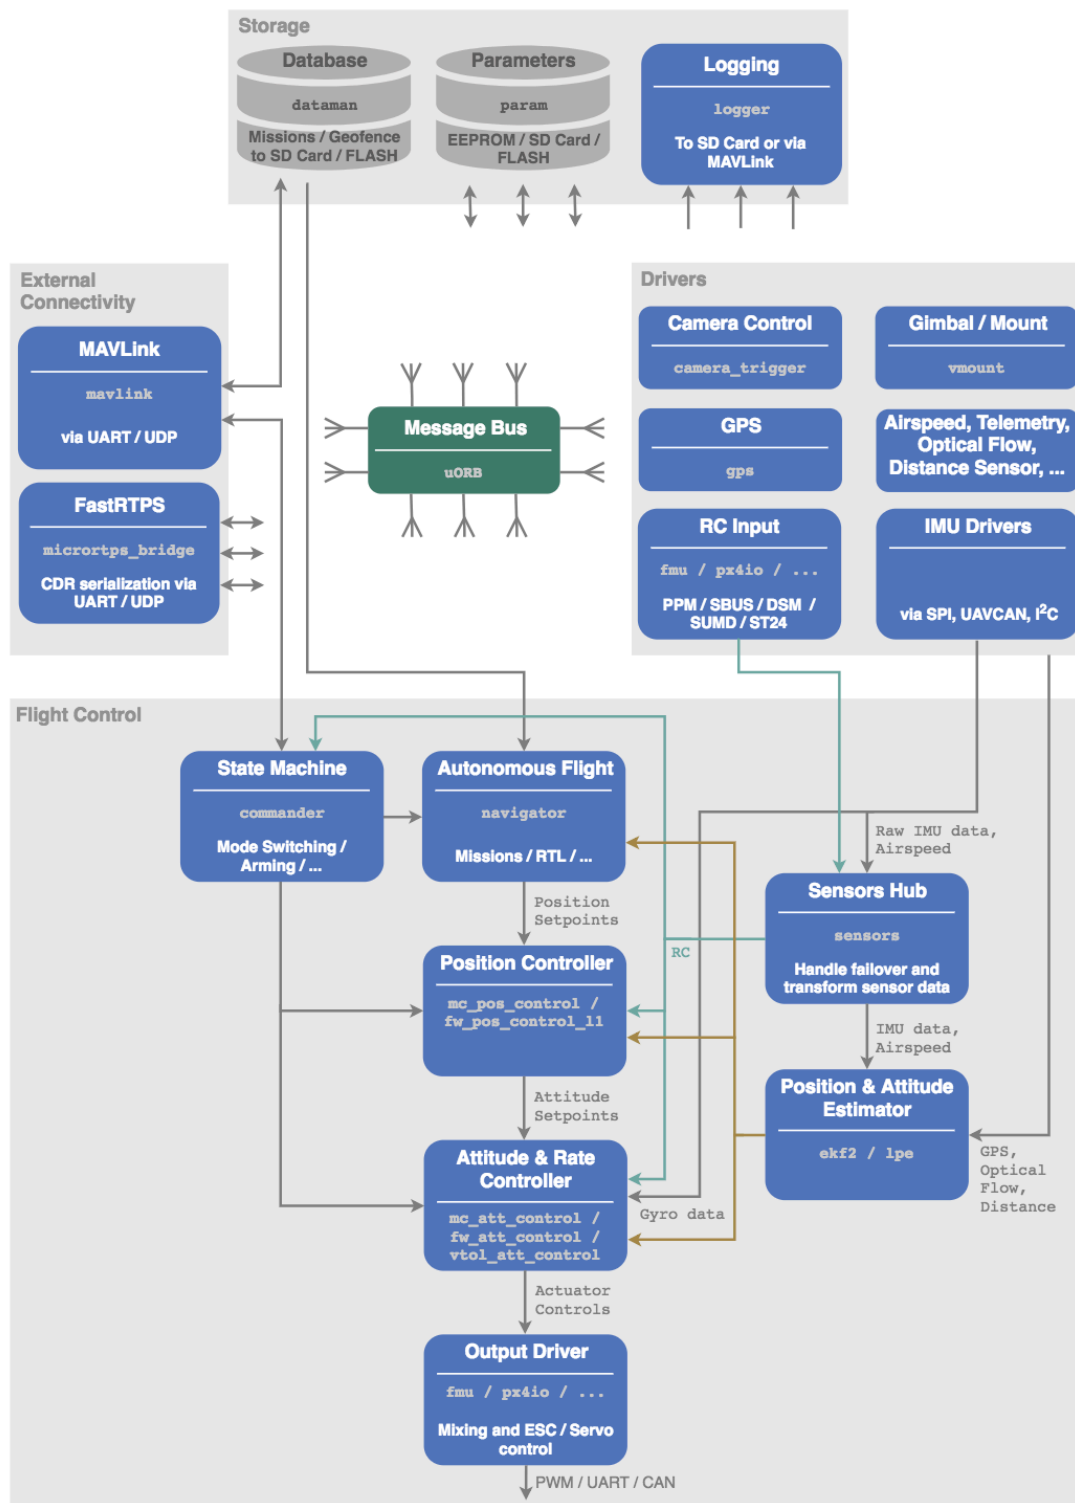 Storage
Database
dataman
Missions / Geofence
to SD Card / FLASH
Parameters
param
EEPROM / SD Card /
FLASH
Logging
logger
To SD Card or via
MAVLink
External
Connectivity
MAVLink
mavlink
via UART / UDP
FastRTPS
micrortps_bridge
CDR serialization via
UART / UDP
Message Bus
uORB
Drivers
Camera Control
camera_trigger
Gimbal / Mount
vmount
GPS
gps
Airspeed, Telemetry,
Optical Flow,
Distance Sensor, ...
RC Input
fmu / px4io / ...
PPM / SBUS / DSM /
SUMD / ST24
IMU Drivers
via SPI, UAVCAN, I²C
Flight Control
State Machine
commander
Mode Switching /
Arming / ...
Autonomous Flight
navigator
Missions / RTL / ...
Raw IMU data,
Airspeed
Position
Setpoints
Sensors Hub
sensors
Handle failover and
transform sensor data
RC
Position Controller
mc_pos_control /
fw_pos_control_l1
IMU data,
Airspeed
Attitude
Setpoints
Position & Attitude
Estimator
ekf2 / lpe
GPS,
Optical
Flow,
Distance
Attitude & Rate
Controller
mc_att_control /
fw_att_control /
vtol_att_control
Gyro data
Actuator
Controls
Output Driver
fmu / px4io / ...
Mixing and ESC / Servo
control
PWM / UART / CAN